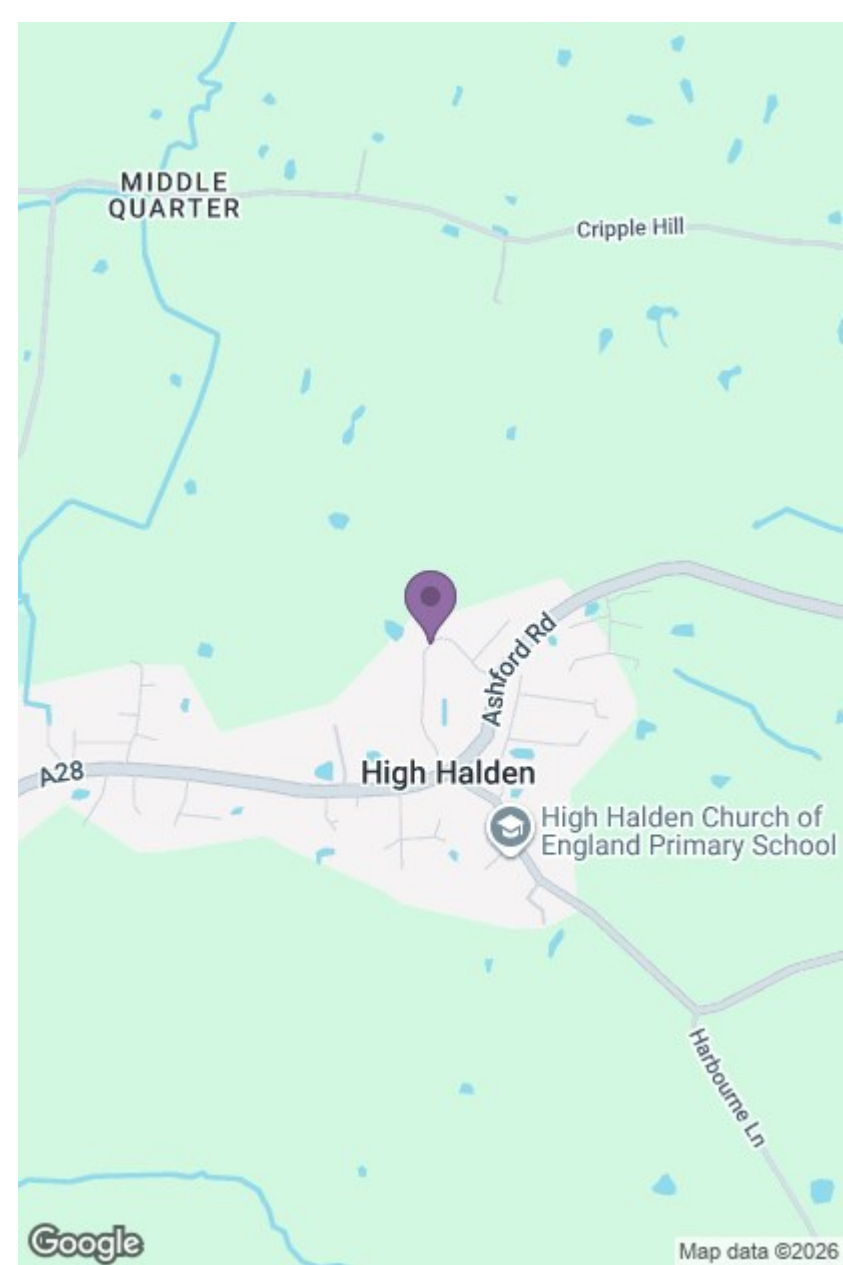 MIDDLE
QUARTER
Cripple Hill
Ashford Rd
A28
High Halden
High Halden Church of
England Primary School
Harbourne Ln
Google
Map data ©2026